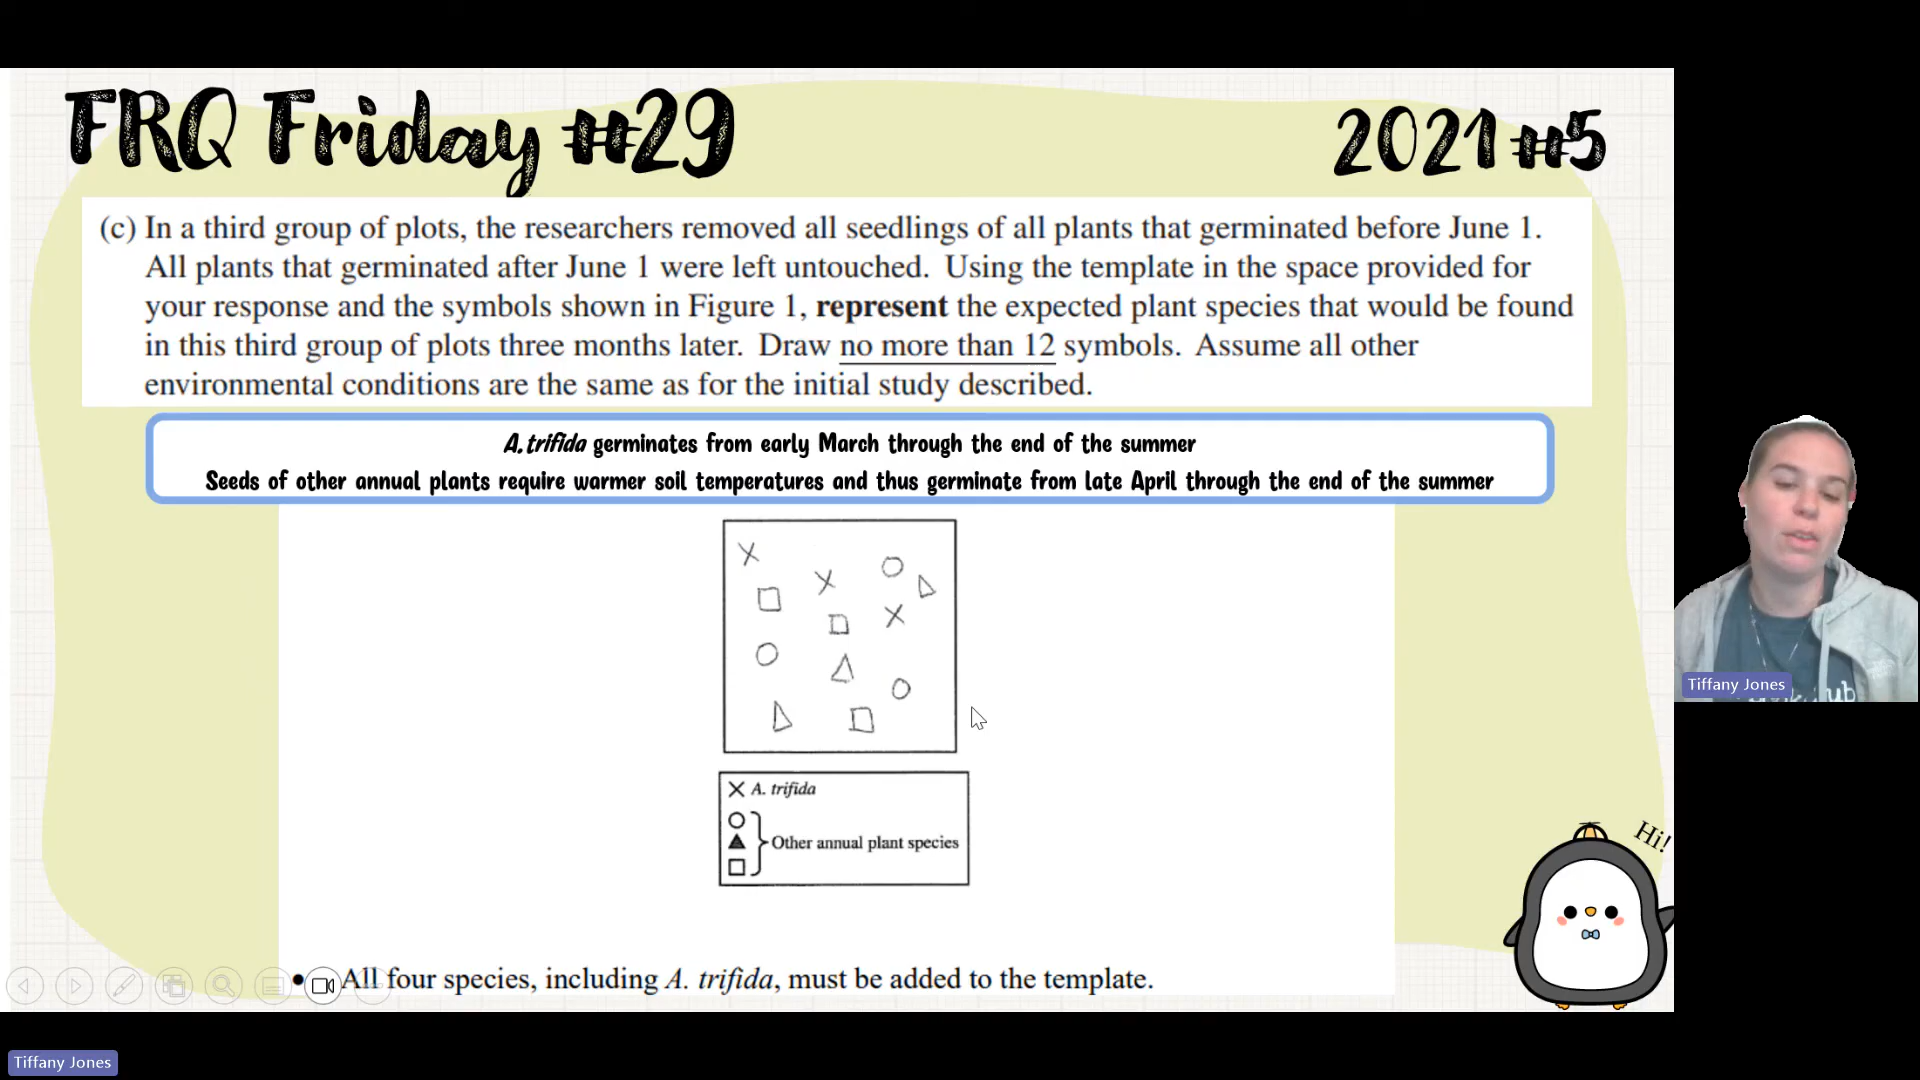 FRQ Friday #29
2021 #5
(c) In a third group of plots, the researchers removed all seedlings of all plants that germinated before June 1.
All plants that germinated after June 1 were left untouched. Using the template in the space provided for
your response and the symbols shown in Figure 1, represent the expected plant species that would be found
in this third group of plots three months later. Draw no more than 12 symbols. Assume all other
environmental conditions are the same as for the initial study described.
A. trifida germinates from early March through the end of the summer
Seeds of other annual plants require warmer soil temperatures and thus germinate from late April through the end of the summer
A. trifida
Other annual plant species
Hi!
• All four species, including A. trifida, must be added to the template.
Tiffany Jones
Tiffany Jones